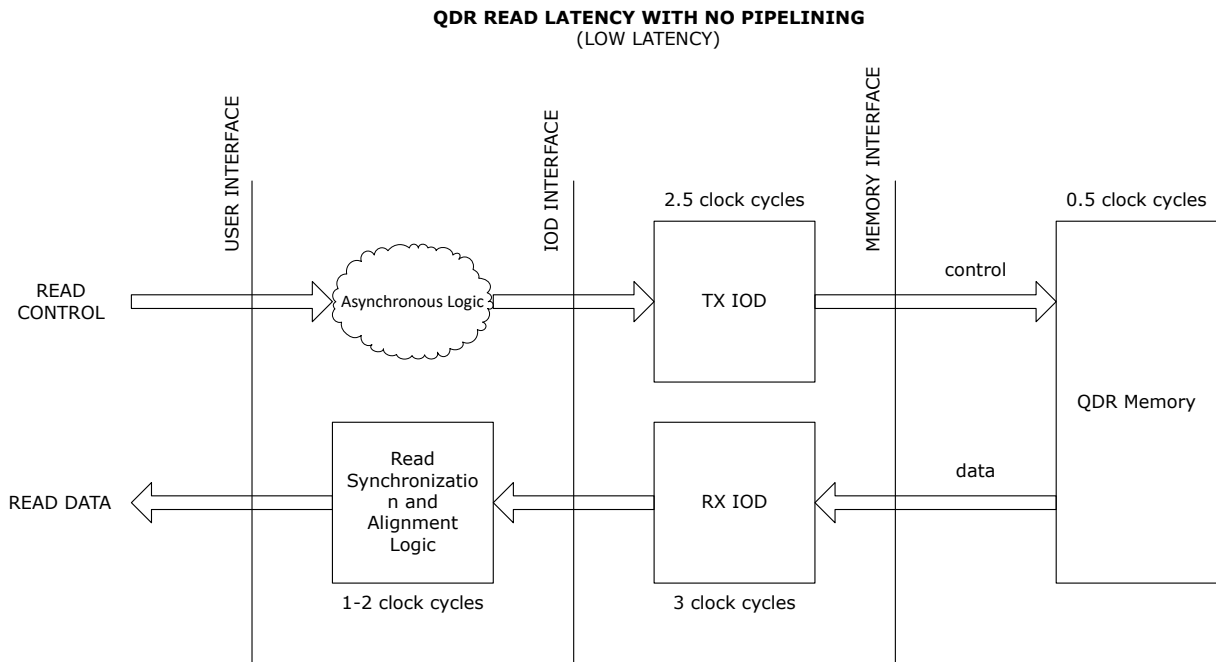 QDR READ LATENCY WITH NO PIPELINING
(LOW LATENCY)
USER INTERFACE
IOD INTERFACE
MEMORY INTERFACE
2.5 clock cycles
0.5 clock cycles
READ
CONTROL
Asynchronous Logic
TX IOD
control
QDR Memory
READ DATA
Read
Synchronizatio
n and
Alignment
Logic
RX IOD
data
1-2 clock cycles
3 clock cycles